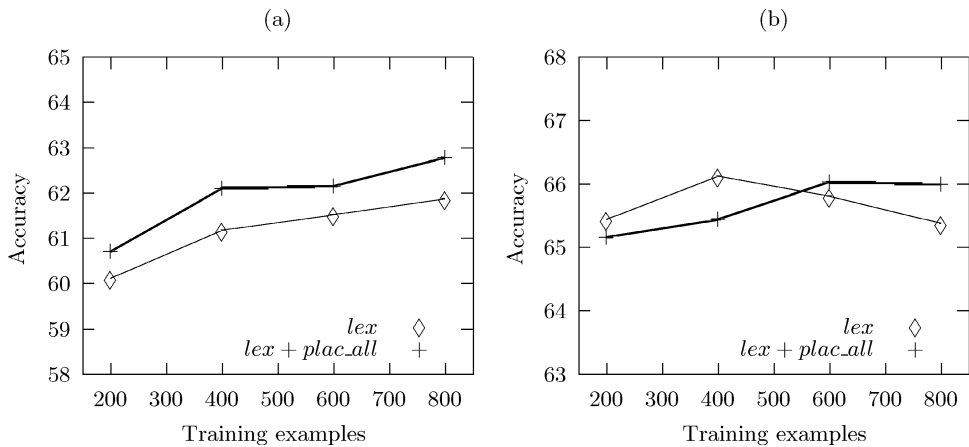 (a)
65
64
63
62
61
60
59
58
Accuracy
lex
lex + plac_all
200 300 400 500 600 700 800
Training examples
(b)
68
67
66
65
64
63
Accuracy
lex
lex + plac_all
200 300 400 500 600 700 800
Training examples